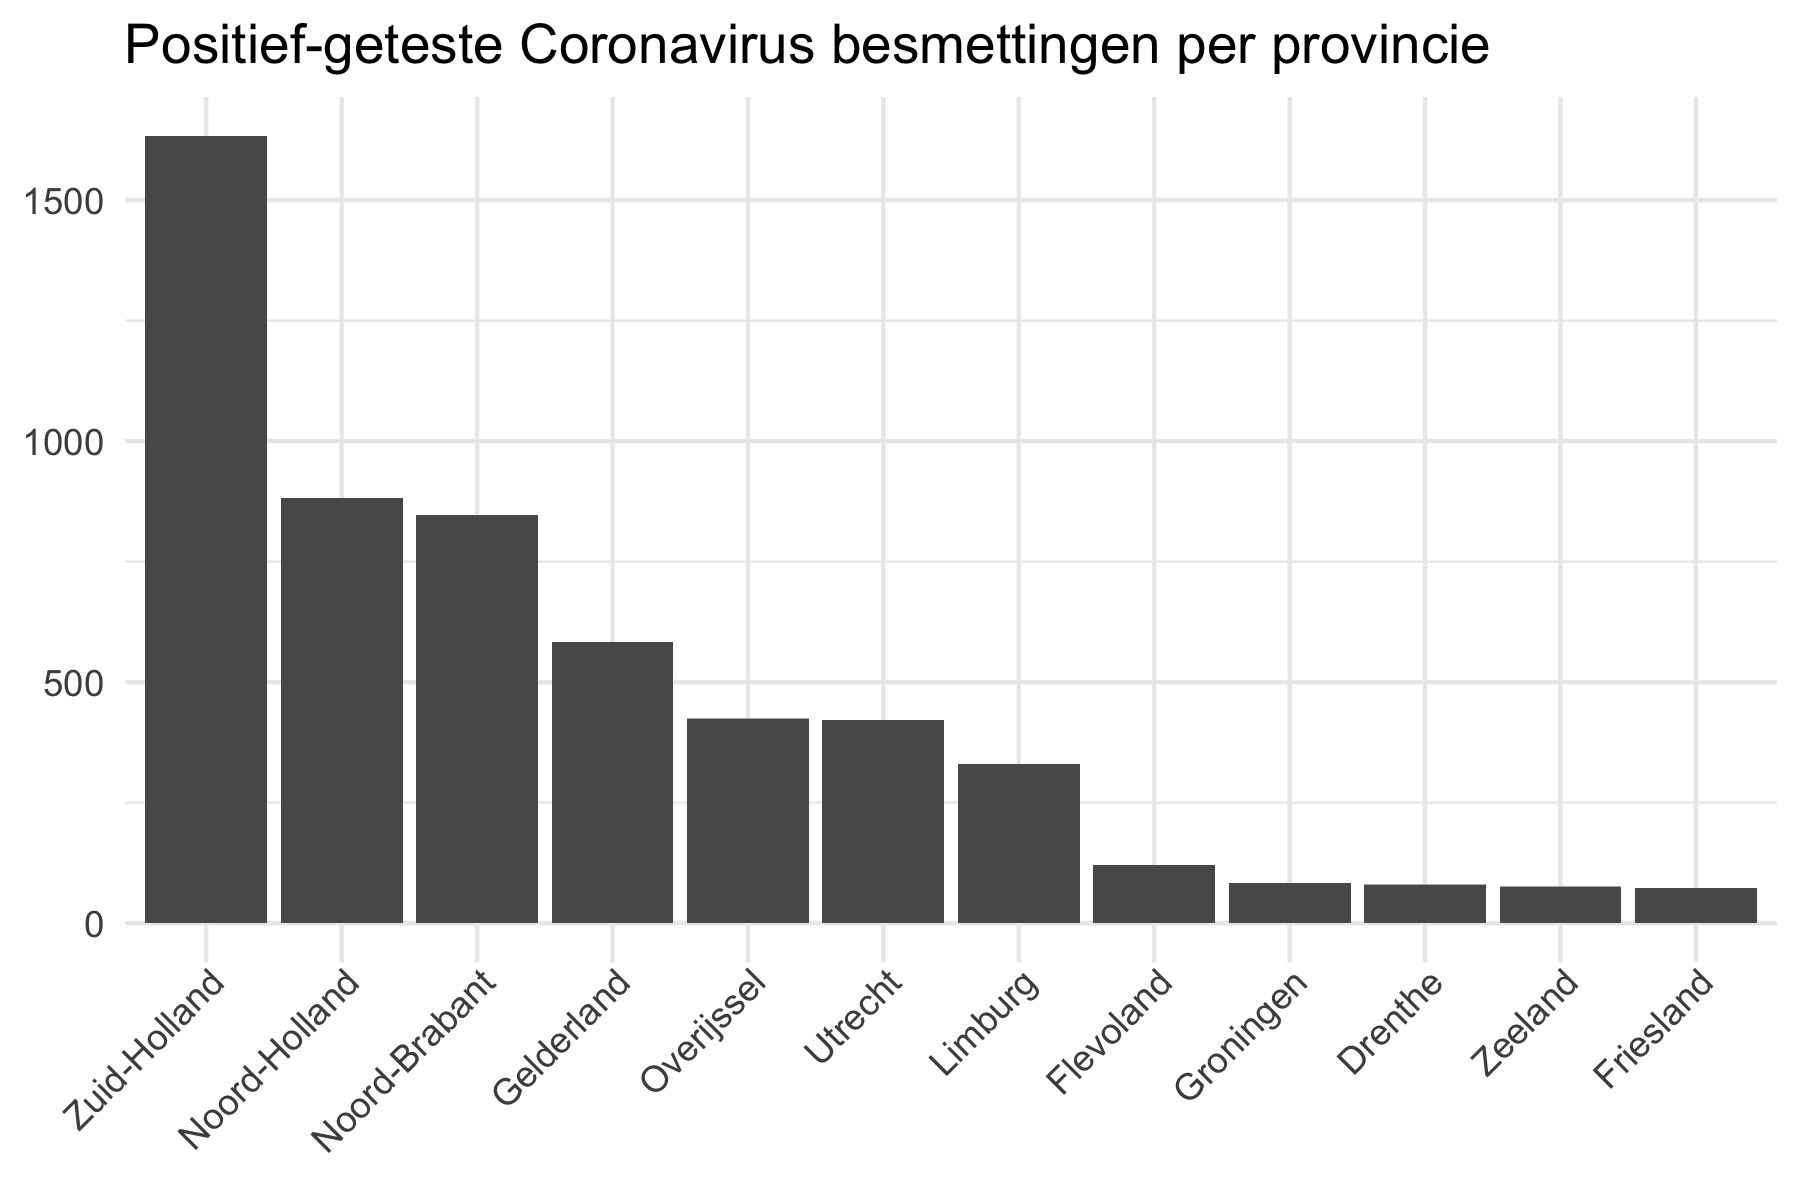 Positief-geteste Coronavirus besmettingen per provincie
1500
1000
500
0
Zuid-Holland
Noord-Holland
Noord-Brabant
Gelderland
Overijssel
Utrecht
Limburg
Flevoland
Groningen
Drenthe
Zeeland
Friesland